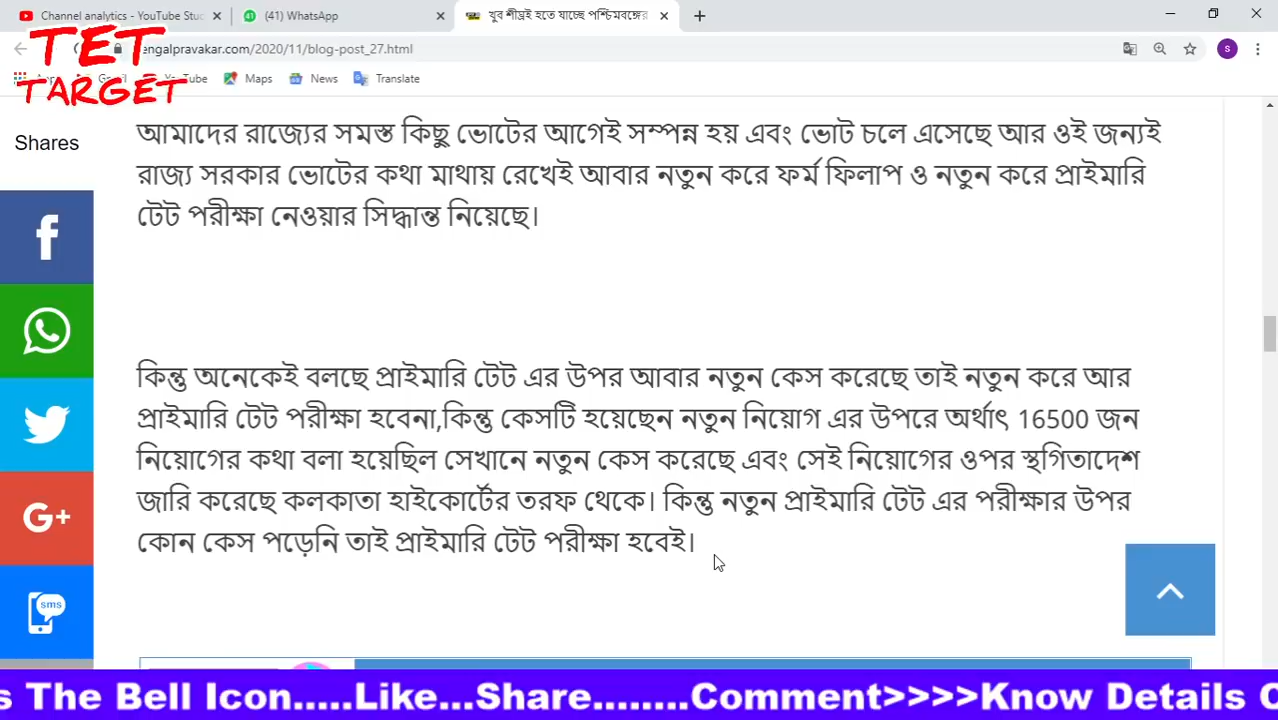 Channel analytics - YouTube Stu
(41) WhatsApp
খুব শীঘ্রই হতে যাচ্ছে পশ্চিমবঙ্গের
TET
TARGET
engalpravakar.com/2020/11/blog-post_27.html
Gmail
YouTube
Maps
News
Translate
Shares
আমাদের রাজ্যের সমস্ত কিছু ভোটের আগেই সম্পন্ন হয় এবং ভোট চলে এসেছে আর ওই জন্যই
রাজ্য সরকার ভোটের কথা মাথায় রেখেই আবার নতুন করে ফর্ম ফিলাপ ও নতুন করে প্রাইমারি
টেট পরীক্ষা নেওয়ার সিদ্ধান্ত নিয়েছে।
কিন্তু অনেকেই বলছে প্রাইমারি টেট এর উপর আবার নতুন কেস করেছে তাই নতুন করে আর
প্রাইমারি টেট পরীক্ষা হবেনা,কিন্তু কেসটি হয়েছেন নতুন নিয়োগ এর উপরে অর্থাৎ 16500 জন
নিয়োগের কথা বলা হয়েছিল সেখানে নতুন কেস করেছে এবং সেই নিয়োগের ওপর স্থগিতাদেশ
জারি করেছে কলকাতা হাইকোর্টের তরফ থেকে। কিন্তু নতুন প্রাইমারি টেট এর পরীক্ষার উপর
কোন কেস পড়েনি তাই প্রাইমারি টেট পরীক্ষা হবেই।
sms
s The Bell Icon.....Like...Share........Comment>>>>Know Details